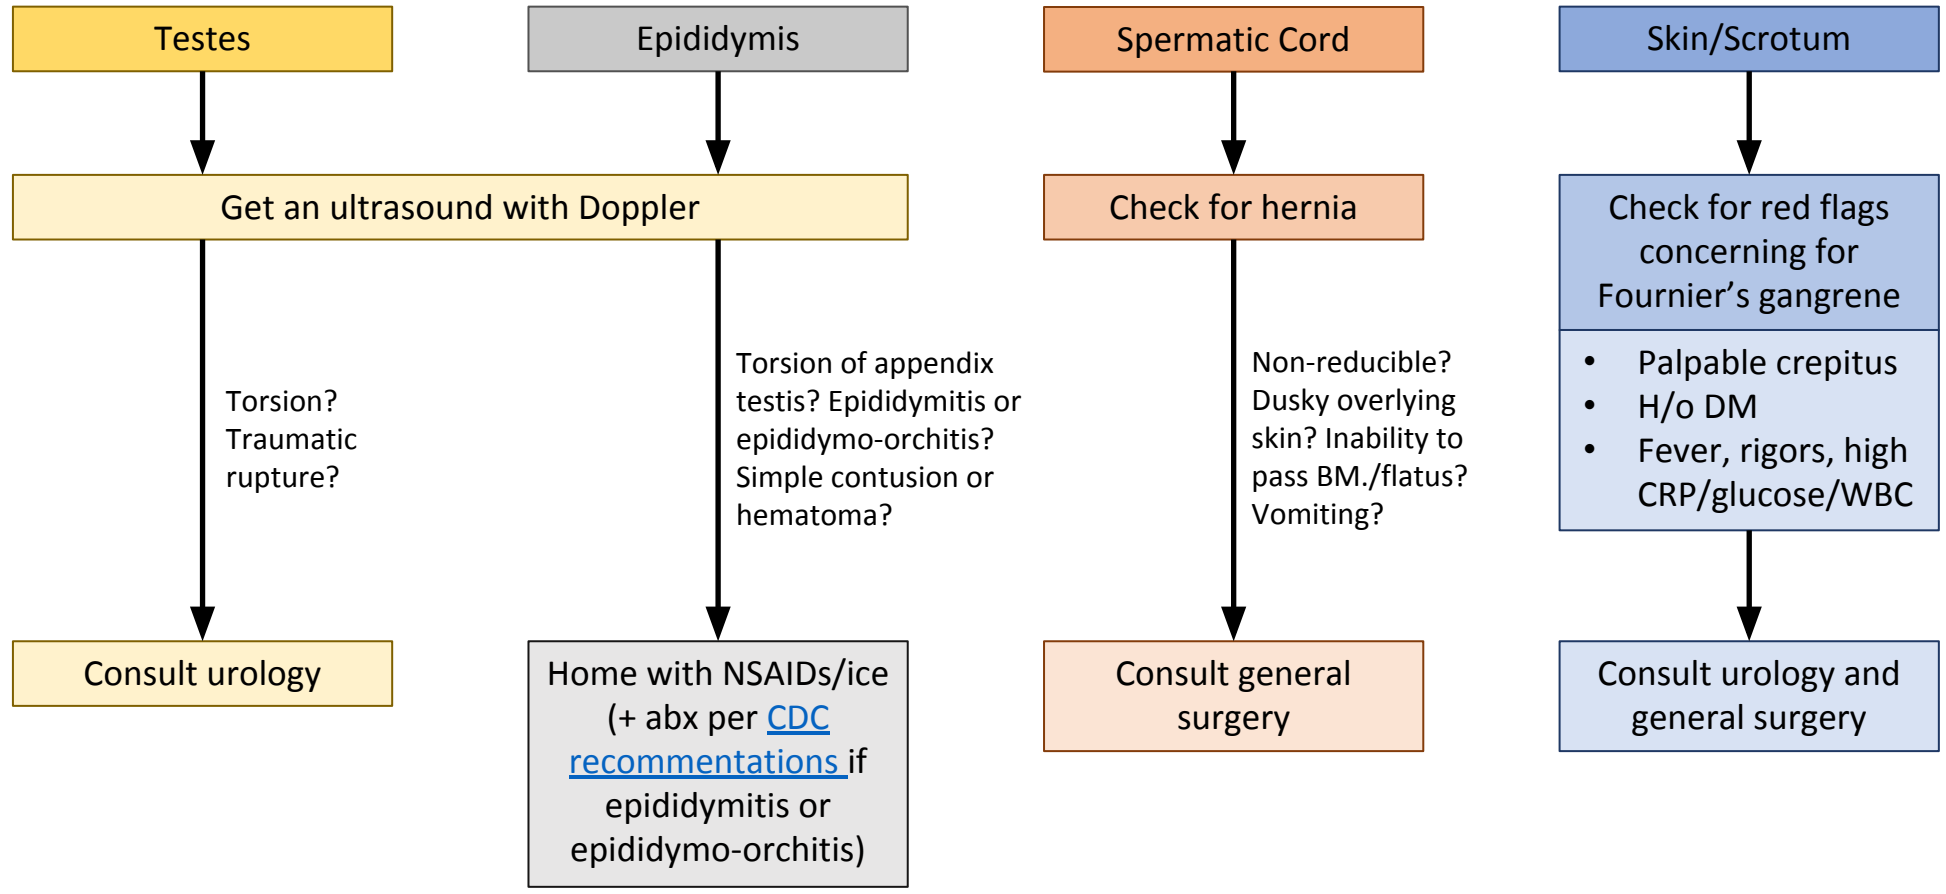 Testes
Epididymis
Spermatic Cord
Skin/Scrotum
Get an ultrasound with Doppler
Check for hernia
Check for red flags
concerning for
Fournier’s gangrene
• Palpable crepitus
• H/o DM
• Fever, rigors, high
CRP/glucose/WBC
Torsion?
Traumatic
rupture?
Torsion of appendix
testis? Epididymitis or
epididymo-orchitis?
Simple contusion or
hematoma?
Non-reducible?
Dusky overlying
skin? Inability to
pass BM./flatus?
Vomiting?
Consult urology
Home with NSAIDs/ice
(+ abx per CDC
recommentations if
epididymitis or
epididymo-orchitis)
Consult general
surgery
Consult urology and
general surgery